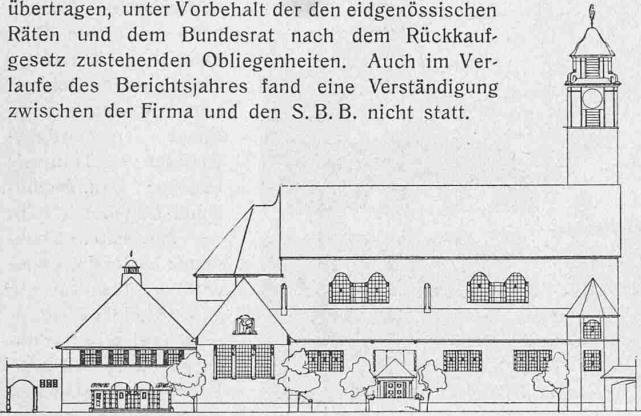 übertragen, unter Vorbehalt der den eidgenössischen
Räten und dem Bundesrat nach dem Rückkauf-
gesetz zustehenden Obliegenheiten. Auch im Ver-
laufe des Berichtsjahres fand eine Verständigung
zwischen der Firma und den S. B. B. nicht statt.